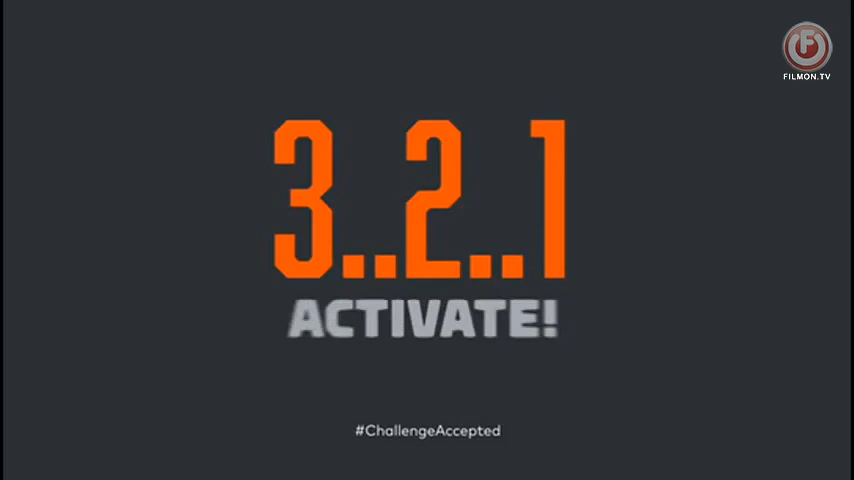 F
FILMON.TV
3..2..1
ACTIVATE!
#ChallengeAccepted